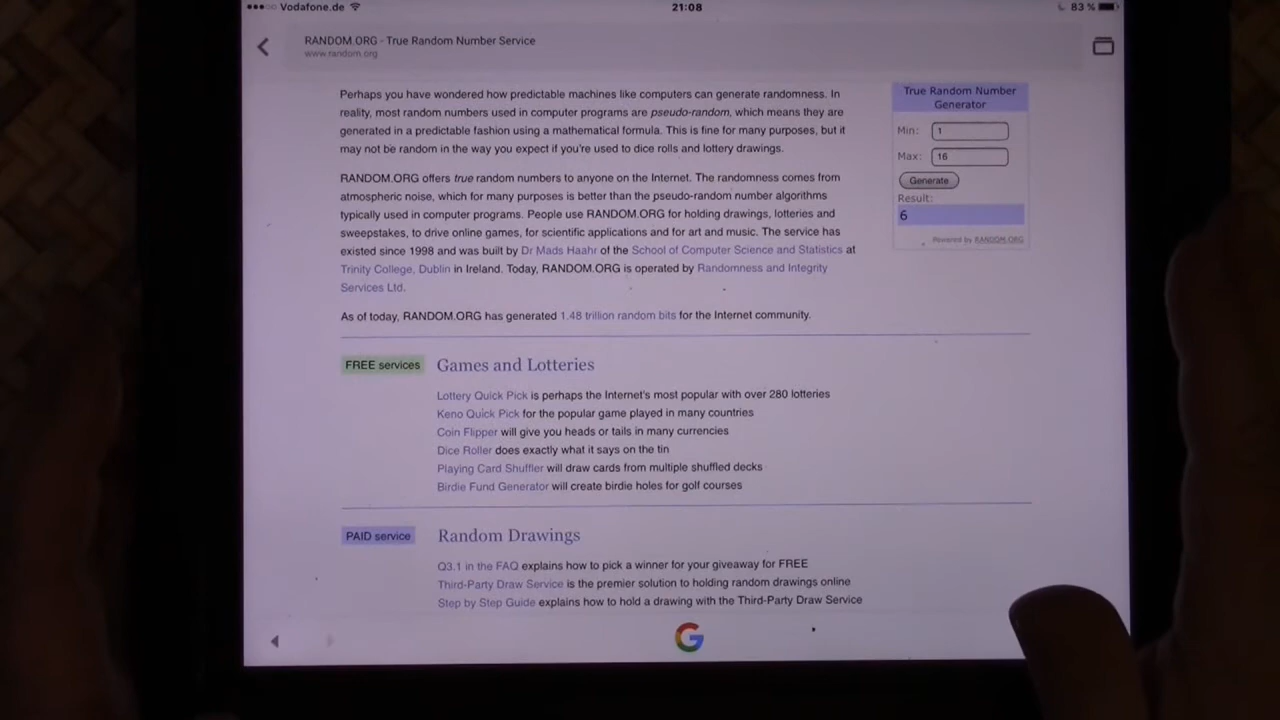 Vodafone.de
21:08
83 %
RANDOM.ORG - True Random Number Service
www.random.org
Perhaps you have wondered how predictable machines like computers can generate randomness. In
reality, most random numbers used in computer programs are pseudo-random, which means they are
generated in a predictable fashion using a mathematical formula. This is fine for many purposes, but it
may not be random in the way you expect if you're used to dice rolls and lottery drawings.
RANDOM.ORG offers true random numbers to anyone on the Internet. The randomness comes from
atmospheric noise, which for many purposes is better than the pseudo-random number algorithms
typically used in computer programs. People use RANDOM.ORG for holding drawings, lotteries and
sweepstakes, to drive online games, for scientific applications and for art and music. The service has
existed since 1998 and was built by Dr Mads Haahr of the School of Computer Science and Statistics at
Trinity College, Dublin in Ireland. Today, RANDOM.ORG is operated by Randomness and Integrity
Services Ltd.
As of today, RANDOM.ORG has generated 1.48 trillion random bits for the Internet community.
True Random Number
Generator
Min: 1
Max: 16
Generate
Result:
6
Powered by RANDOM.ORG
FREE services
Games and Lotteries
Lottery Quick Pick is perhaps the Internet's most popular with over 280 lotteries
Keno Quick Pick for the popular game played in many countries
Coin Flipper will give you heads or tails in many currencies
Dice Roller does exactly what it says on the tin
Playing Card Shuffler will draw cards from multiple shuffled decks
Birdie Fund Generator will create birdie holes for golf courses
PAID service
Random Drawings
Q3.1 in the FAQ explains how to pick a winner for your giveaway for FREE
Third-Party Draw Service is the premier solution to holding random drawings online
Step by Step Guide explains how to hold a drawing with the Third-Party Draw Service
G